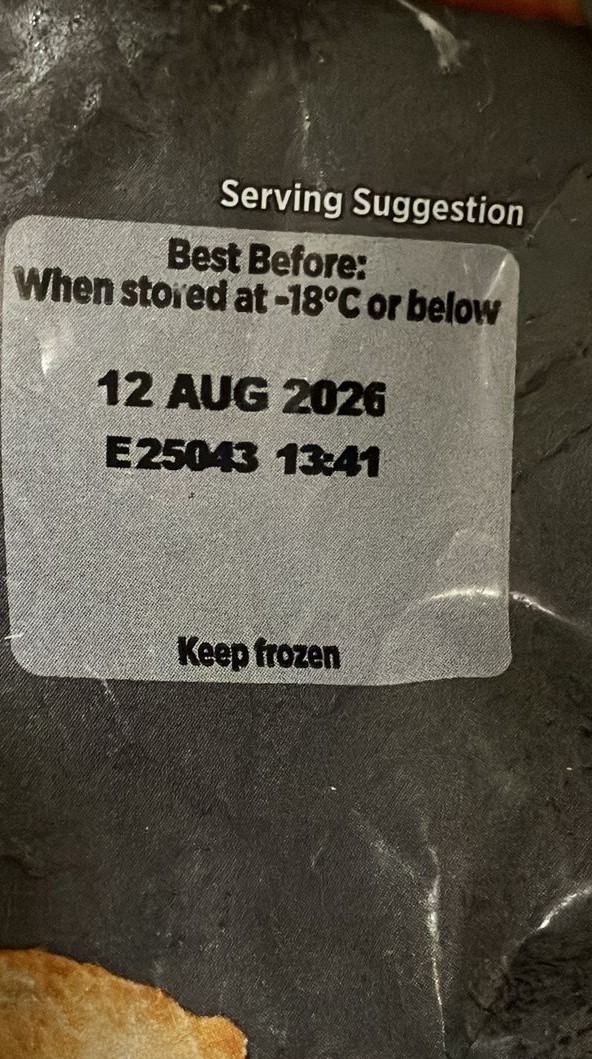 Serving Suggestion
Best Before:
When stored at -18°C or below
12 AUG 2026
E25043 13:41
Keep frozen